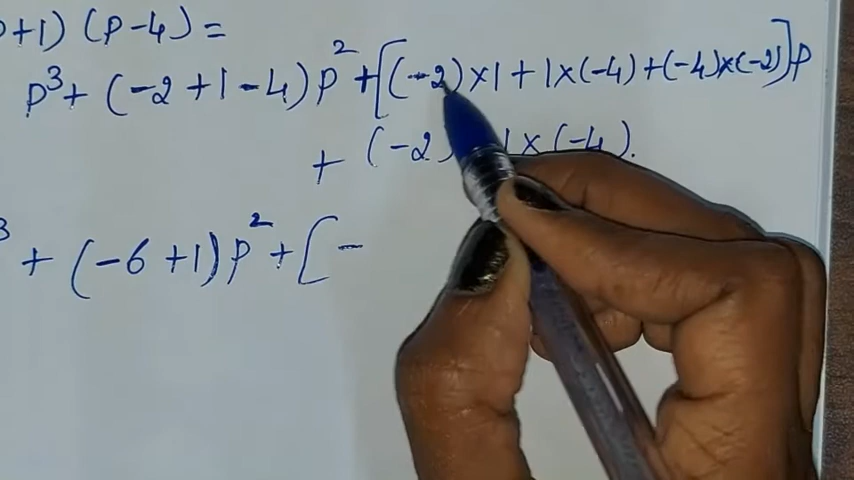 +1) (p-4) =
p³ + (-2+1-4)p² + [(-2)×1 + 1×(-4) + (-4)×(-2)]p
+ (-2) 1 × (-4).
3 + (-6+1)p² + [-